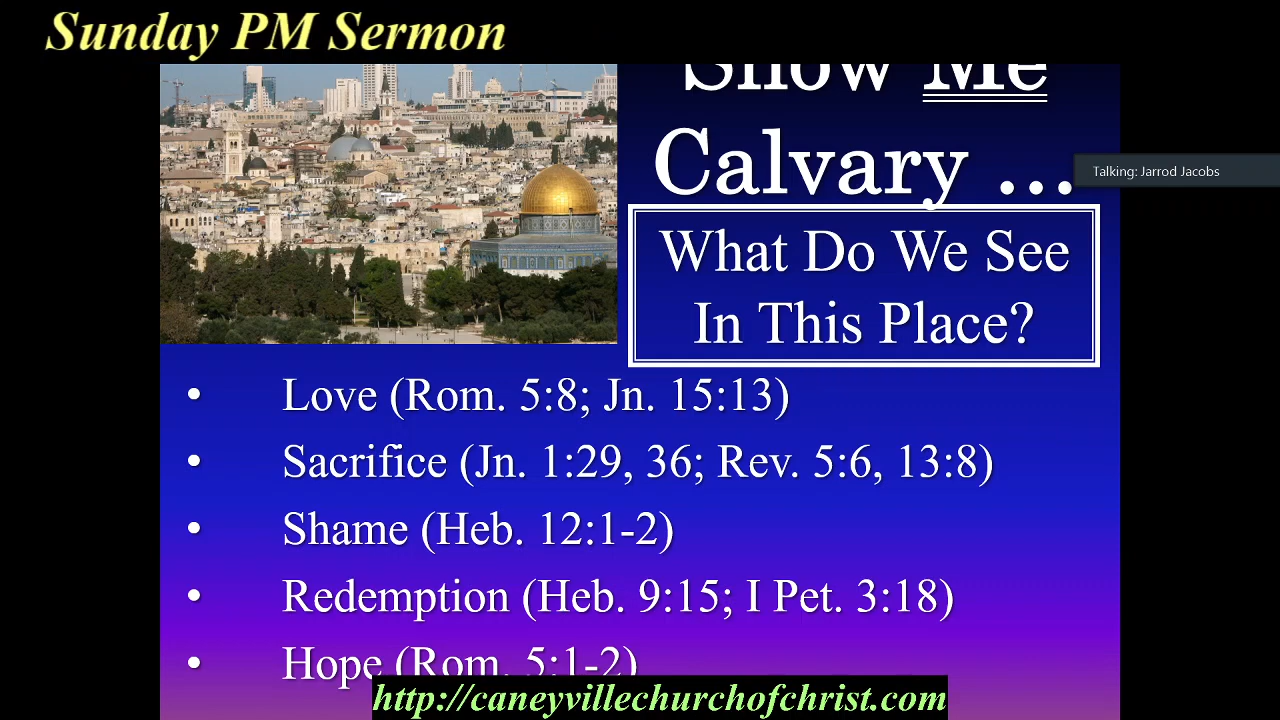 Sunday PM Sermon
Show Me
Calvary ...
Talking: Jarrod Jacobs
What Do We See
In This Place?
• Love (Rom. 5:8; Jn. 15:13)
• Sacrifice (Jn. 1:29, 36; Rev. 5:6, 13:8)
• Shame (Heb. 12:1-2)
• Redemption (Heb. 9:15; I Pet. 3:18)
• Hope (Rom. 5:1-2)
http://caneyvillechurchofchrist.com